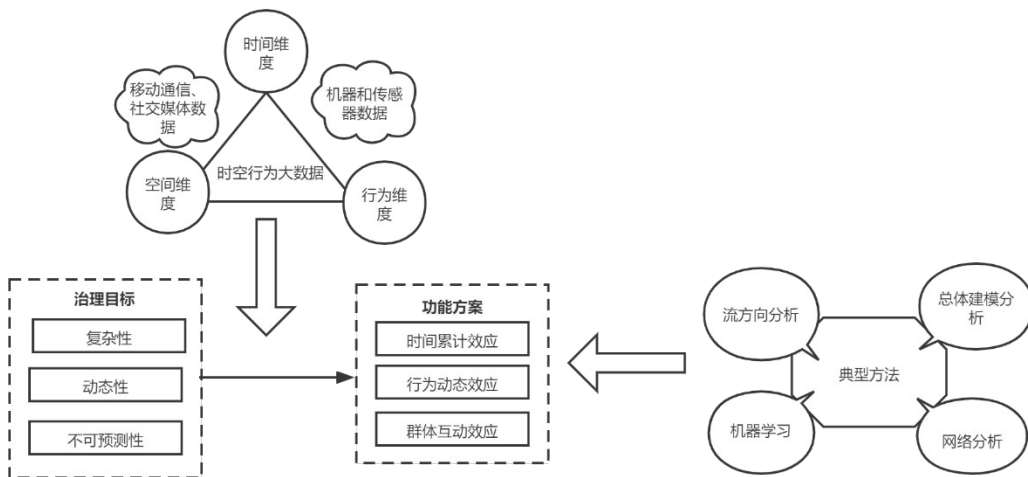 时间维
度
移动通信、
社交媒体数
据
机器和传感
器数据
时空行为大数据
空间维
度
行为维
度
治理目标
复杂性
动态性
不可预测性
功能方案
时间累计效应
行为动态效应
群体互动效应
流方向分析
总体建模分
析
典型方法
机器学习
网络分析